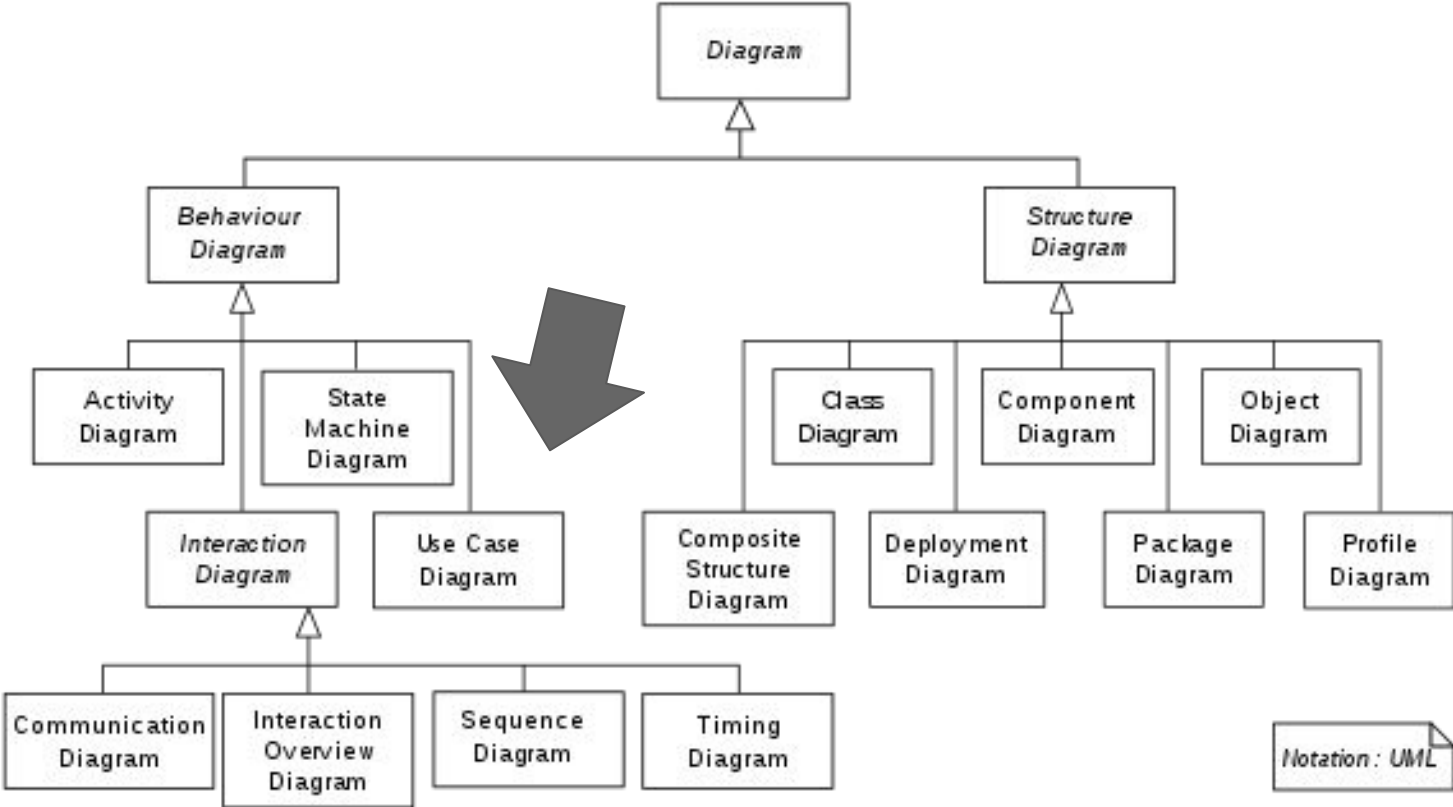 Diagram
Behaviour
Diagram
Structure
Diagram
Activity
Diagram
State
Machine
Diagram
Class
Diagram
Component
Diagram
Object
Diagram
Interaction
Diagram
Use Case
Diagram
Composite
Structure
Diagram
Deployment
Diagram
Package
Diagram
Profile
Diagram
Communication
Diagram
Interaction
Overview
Diagram
Sequence
Diagram
Timing
Diagram
Notation : UML